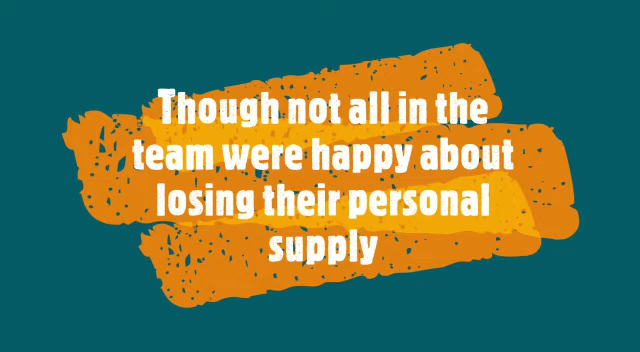 Though not all in the
team were happy about
losing their personal
supply